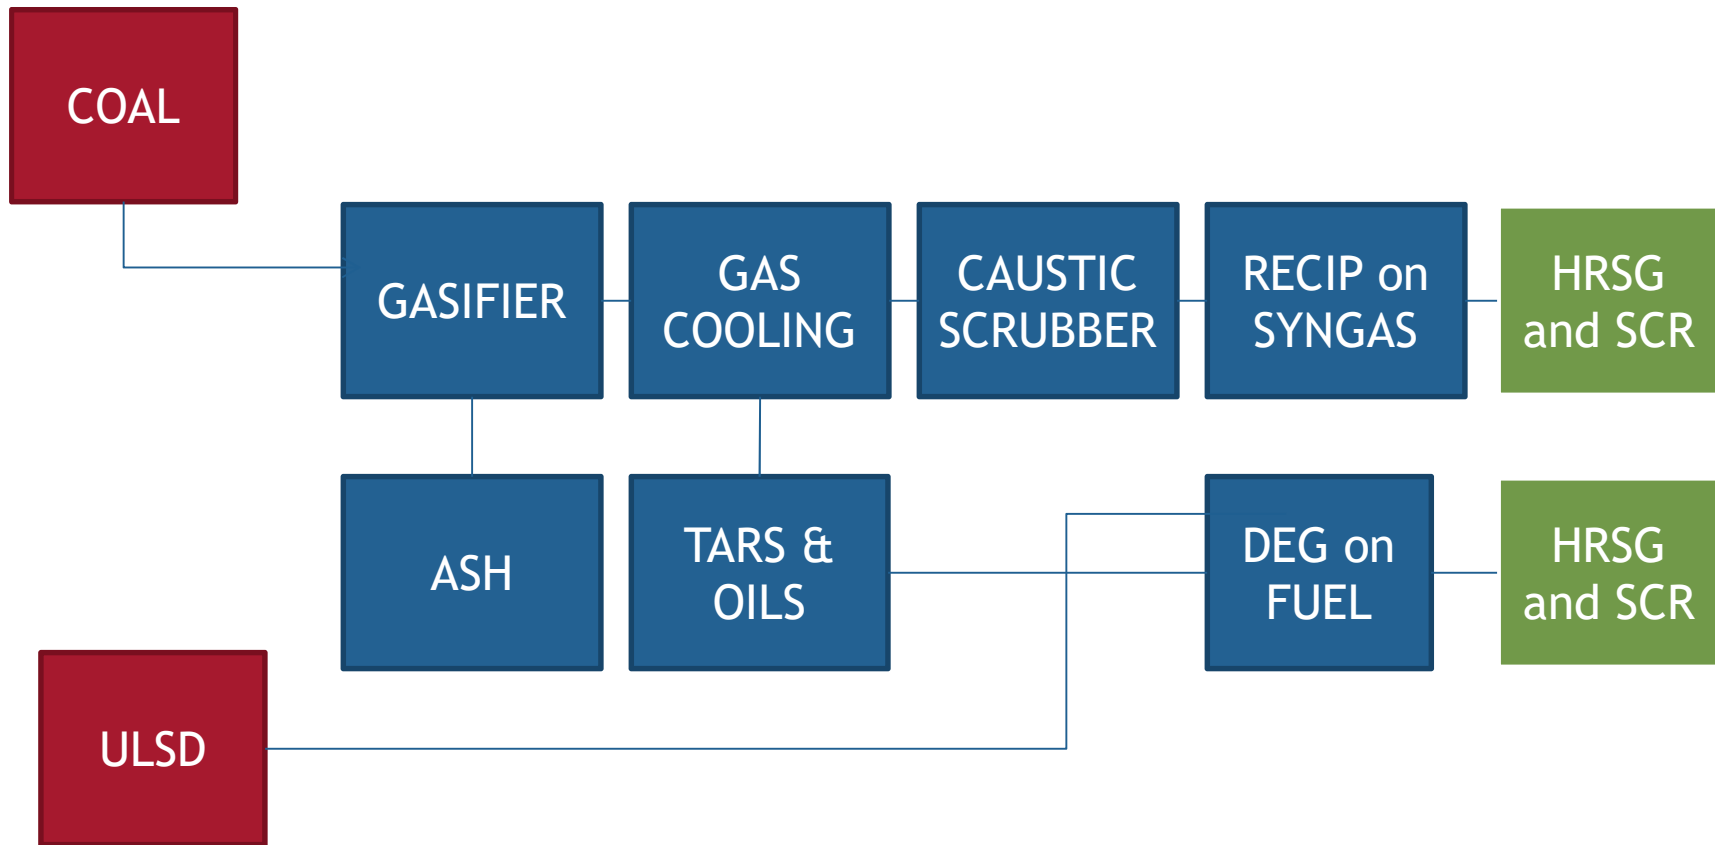 COAL
GASIFIER
GAS
COOLING
CAUSTIC
SCRUBBER
RECIP on
SYNGAS
HRSG
and SCR
ASH
TARS &
OILS
DEG on
FUEL
HRSG
and SCR
ULSD